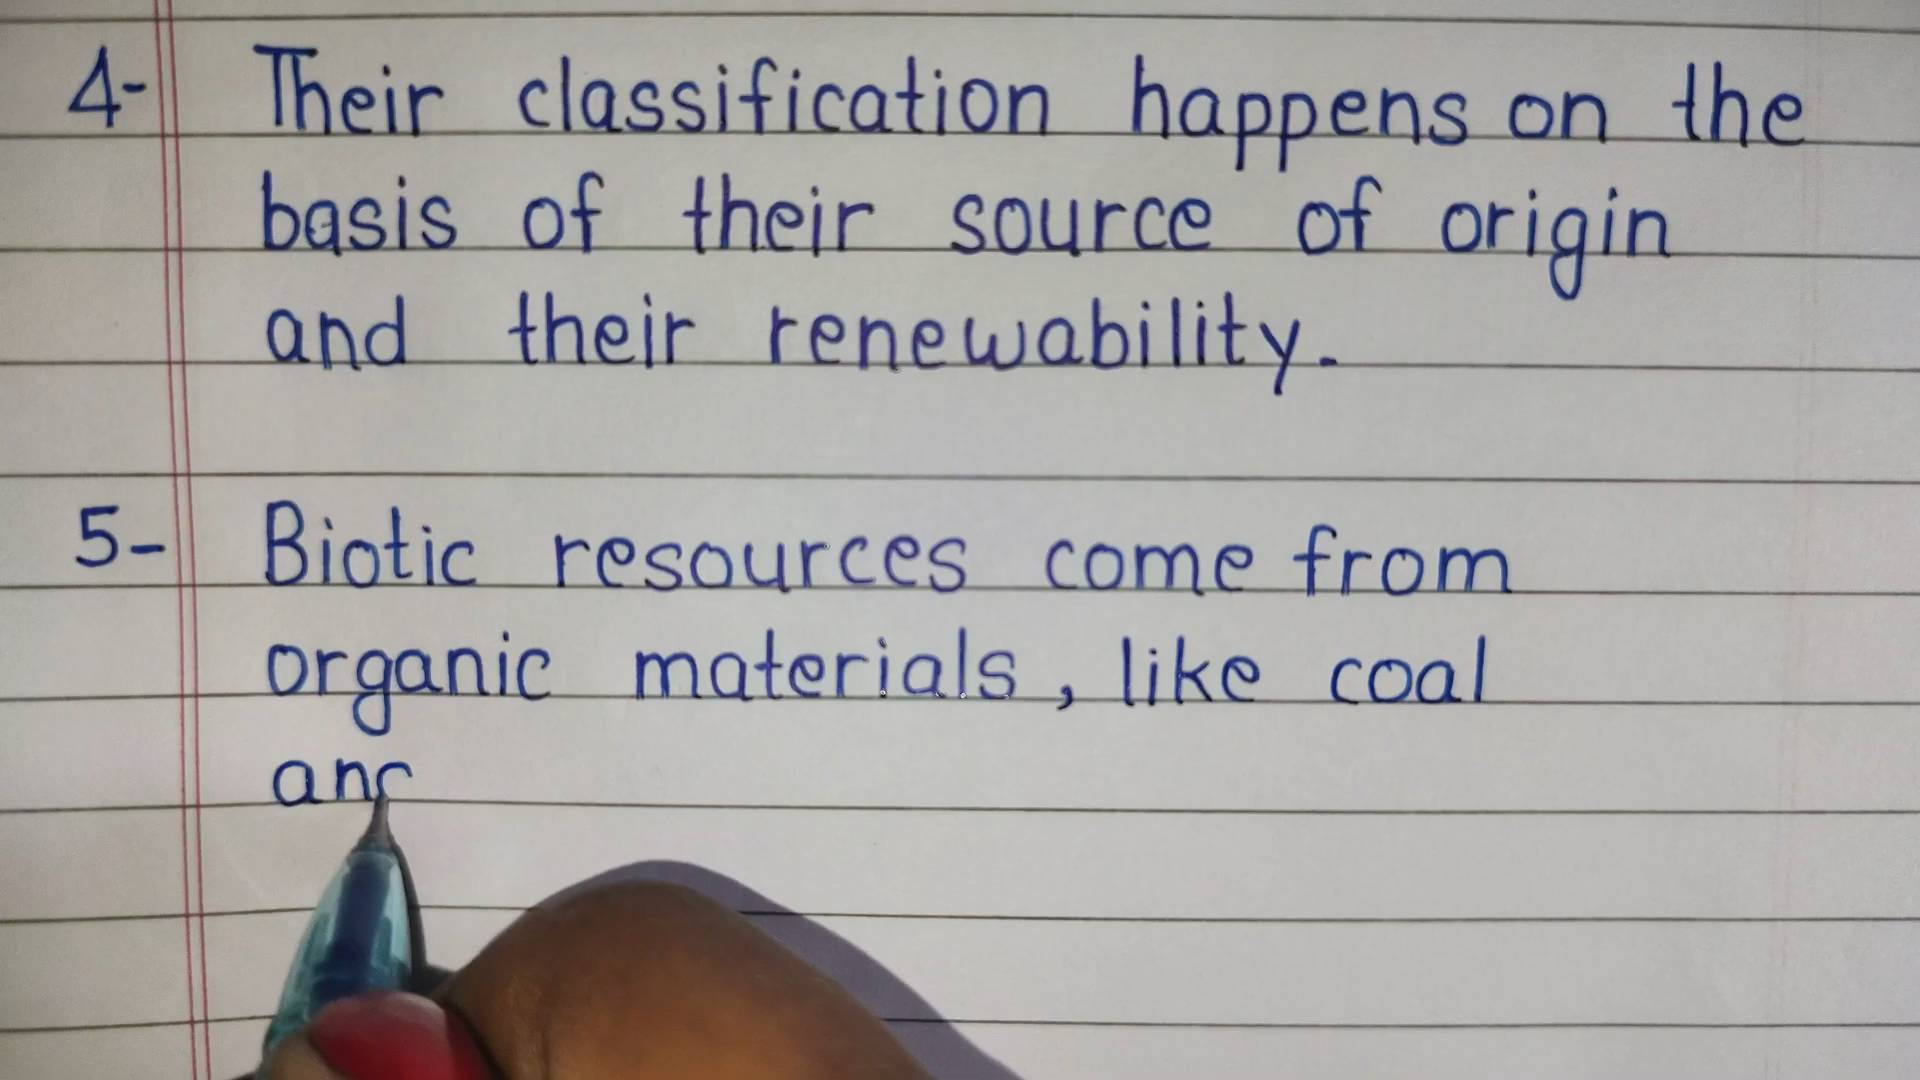 4- Their classification happens on the
basis of their source of origin
and their renewability.
5- Biotic resources come from
organic materials, like coal